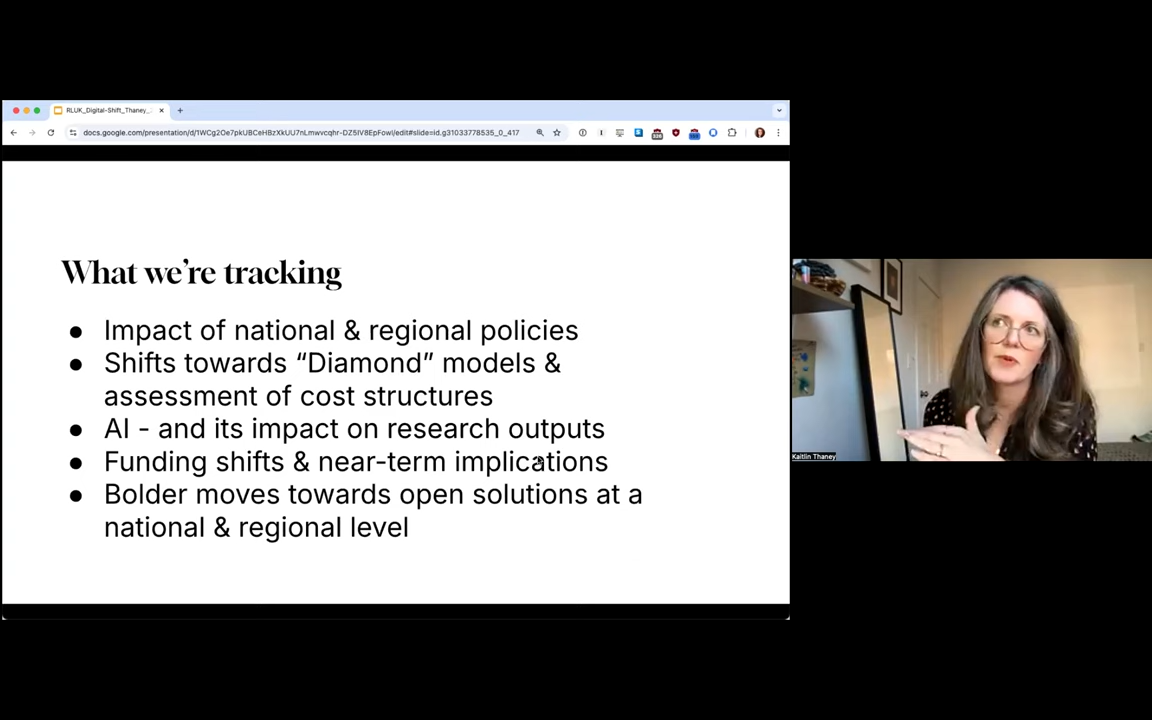 RLUK_Digital-Shift_Thaney_
docs.google.com/presentation/d/1WCg2Oe7pkUBCeHBzXkUU7nLmwvcqhr-DZ5IV8EpFowI/edit#slide=id.g31033778535_0_417
What we're tracking
● Impact of national & regional policies
● Shifts towards “Diamond” models &
assessment of cost structures
● AI - and its impact on research outputs
● Funding shifts & near-term implications
● Bolder moves towards open solutions at a
national & regional level
Kaitlin Thaney